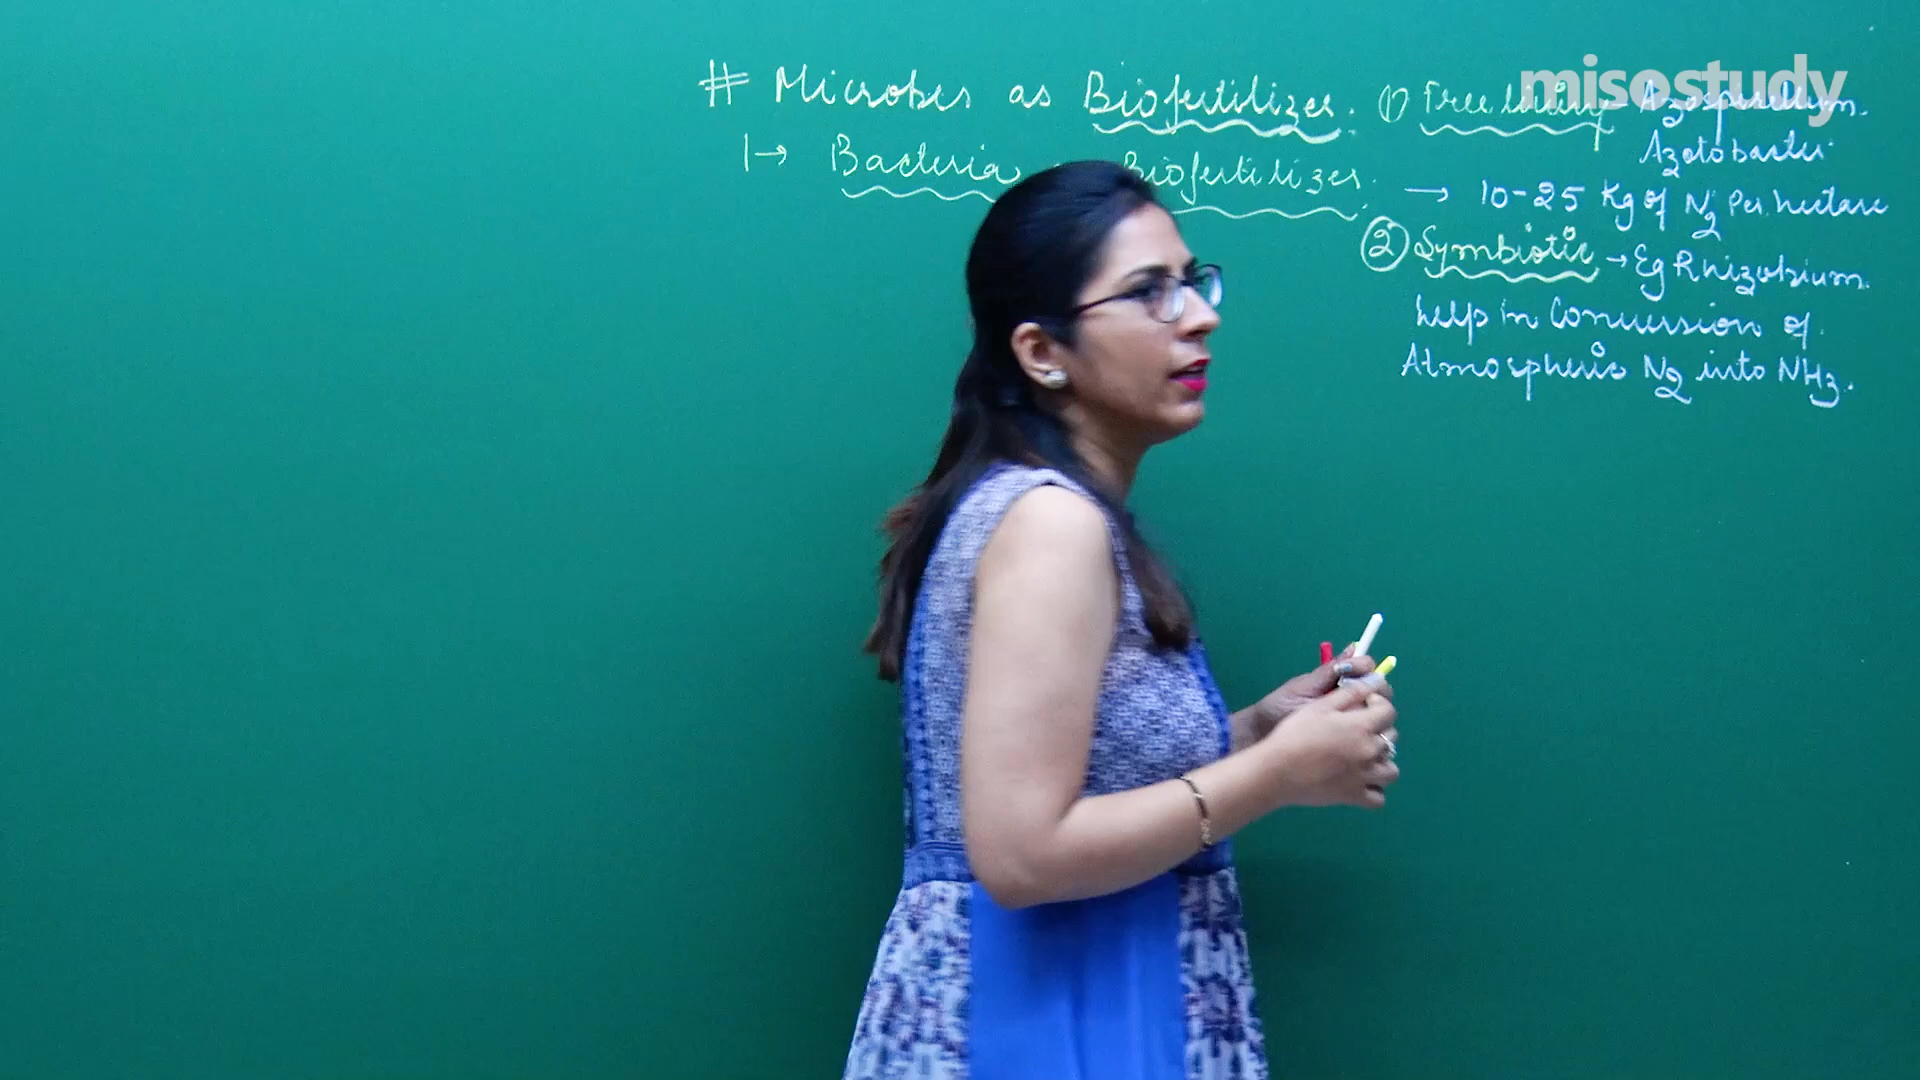 # Microbes as Biofertilizer.
1→ Bacteria Biofertilizer.
misostudy
① Free living - Azospirillum.
Azotobacter
→ 10-25 Kg of N2 Per hectare
② Symbiotic → Eg Rhizobium.
help in Conversion of
Atmospheric N2 into NH3.